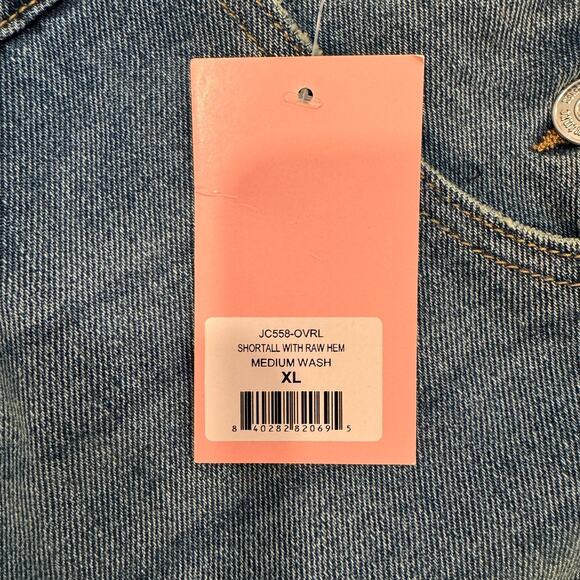 JC558-OVRL
SHORTALL WITH RAW HEM
MEDIUM WASH
XL
8 40282 82069 5